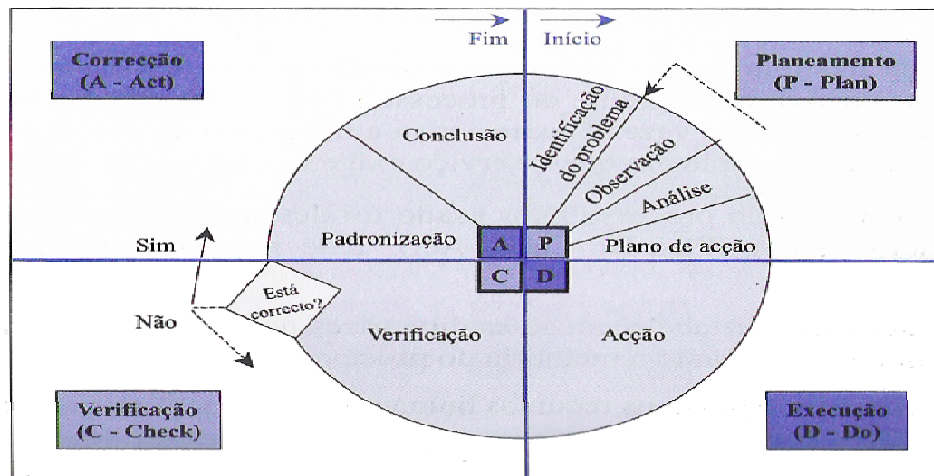 Fim
Início
Correcção
(A - Act)
Planeamento
(P - Plan)
Conclusão
Identificação
do problema
Observação
Análise
Plano de acção
Padronização
A
P
C
D
Sim
Está
correcto?
Não
Verificação
Acção
Verificação
(C - Check)
Execução
(D - Do)